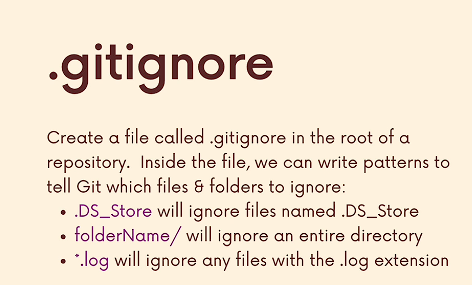 .gitignore
Create a file called .gitignore in the root of a
repository. Inside the file, we can write patterns to
tell Git which files & folders to ignore:
• .DS_Store will ignore files named .DS_Store
• folderName/ will ignore an entire directory
• *.log will ignore any files with the .log extension